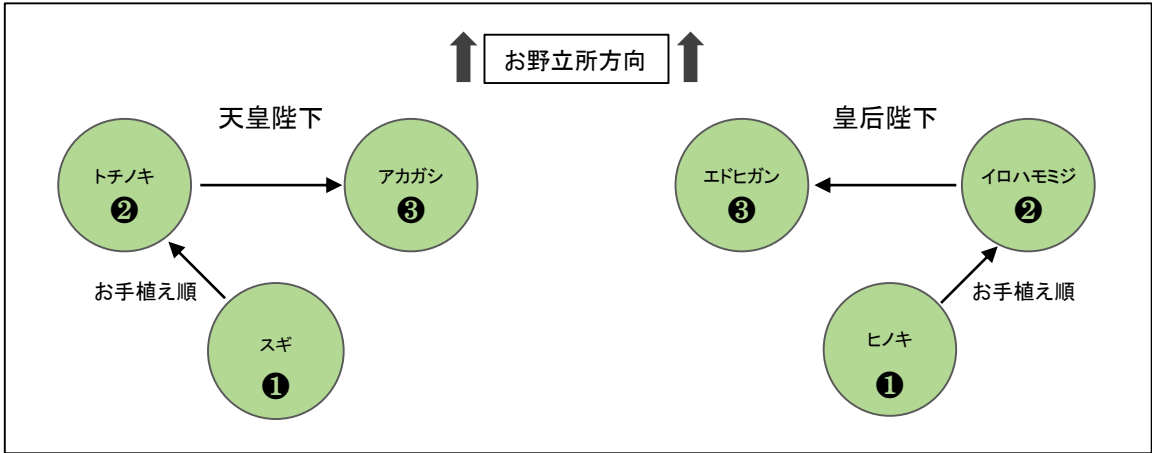 お野立所方向
天皇陛下
皇后陛下
トチノキ
❷
アカガシ
❸
エドヒガン
❸
イロハモミジ
❷
お手植え順
お手植え順
スギ
❶
ヒノキ
❶